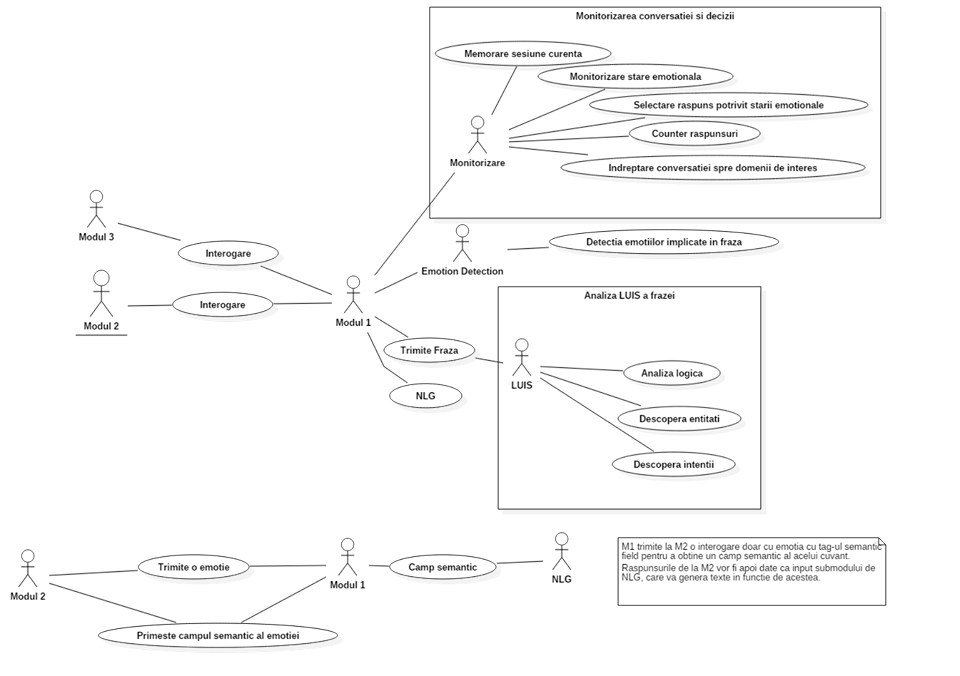 Monitorizarea conversatiei si decizii
Memorare sesiune curenta
Monitorizare stare emotionala
Selectare raspuns potrivit starii emotionale
Counter raspunsuri
Monitorizare
Indreptare conversatiei spre domenii de interes
Modul 3
Interogare
Detectia emotiilor implicate in fraza
Emotion Detection
Modul 2
Interogare
Modul 1
Analiza LUIS a frazei
Trimite Fraza
LUIS
Analiza logica
NLG
Descopera entitati
Descopera intentii
Modul 2
Trimite o emotie
Modul 1
Camp semantic
NLG
Primeste campul semantic al emotiei
M1 trimite la M2 o interogare doar cu emotia cu tag-ul semantic
field pentru a obtine un camp semantic al acelui cuvant.
Raspunsurile de la M2 vor fi apoi date ca input submodului de
NLG, care va genera texte in functie de acestea.